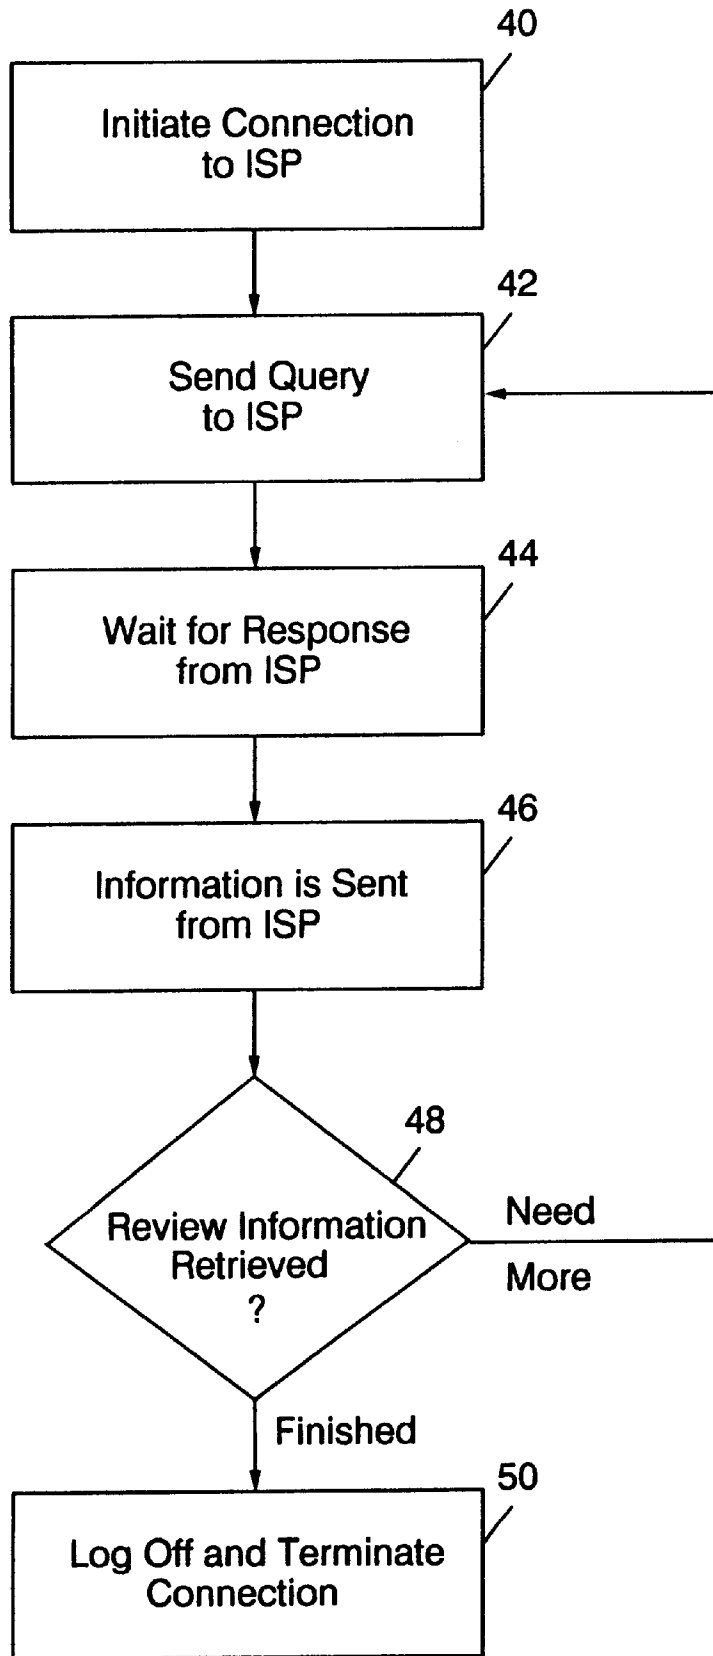 40
Initiate Connection
to ISP
42
Send Query
to ISP
44
Wait for Response
from ISP
46
Information is Sent
from ISP
48
Review Information
Retrieved
?
Need
More
Finished
50
Log Off and Terminate
Connection